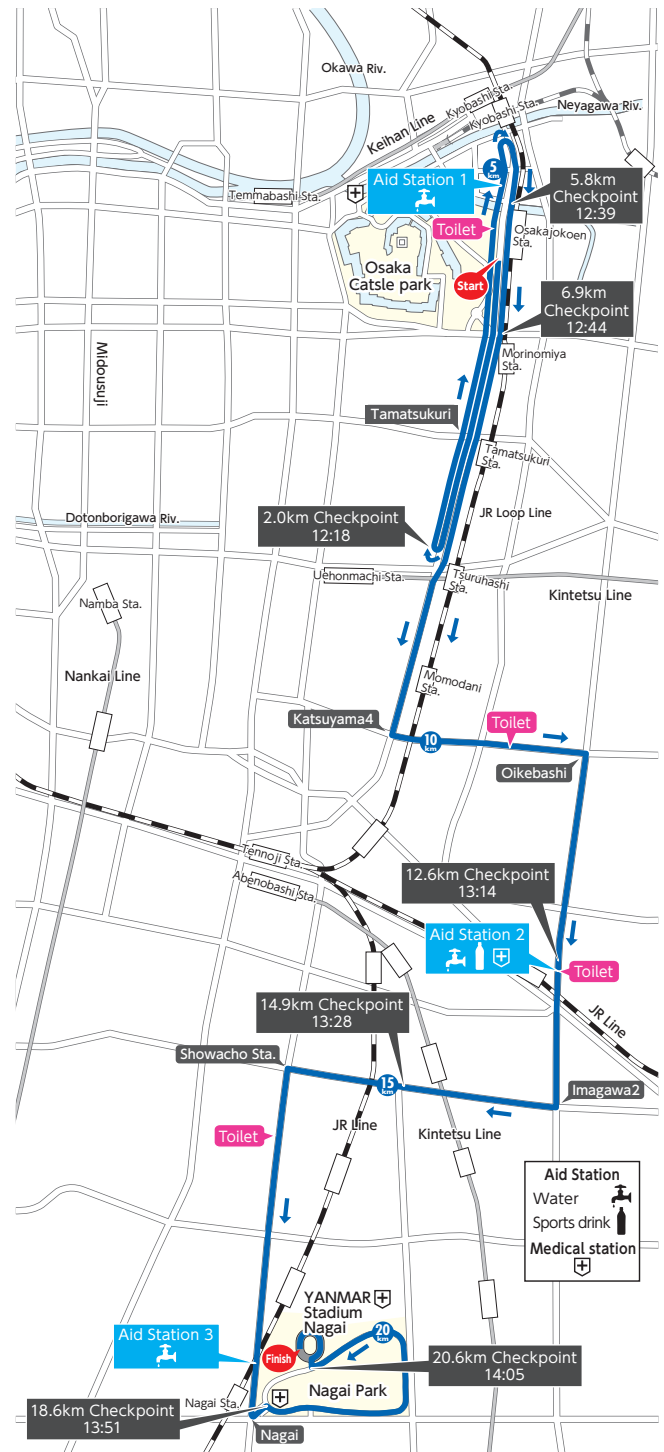 Okawa Riv.
Kyobashi Sta.
Kyobashi Sta.
Neyagawa Riv.
Keihan Line
5
km
Aid Station 1
Temmabashi Sta.
5.8km
Checkpoint
12:39
Toilet
Osakajokoen
Sta.
Osaka
Catsle park
Start
6.9km
Checkpoint
12:44
Midousuji
Morinomiya
Sta.
Tamatsukuri
Tamatsukuri
Sta.
Dotonborigawa Riv.
2.0km Checkpoint
12:18
JR Loop Line
Uehonmachi Sta.
Tsuruhashi
Sta.
Kintetsu Line
Namba Sta.
Nankai Line
Momodani
Sta.
Katsuyama4
Toilet
10
km
Oikebashi
Tennoji Sta.
Abenobashi Sta.
12.6km Checkpoint
13:14
Aid Station 2
Toilet
14.9km Checkpoint
13:28
JR Line
Showacho Sta.
15
km
Imagawa2
Toilet
JR Line
Kintetsu Line
Aid Station
Water
Sports drink
Medical station
YANMAR
Stadium
Nagai
20
km
Aid Station 3
Finish
20.6km Checkpoint
14:05
Nagai Park
Nagai Sta.
18.6km Checkpoint
13:51
Nagai